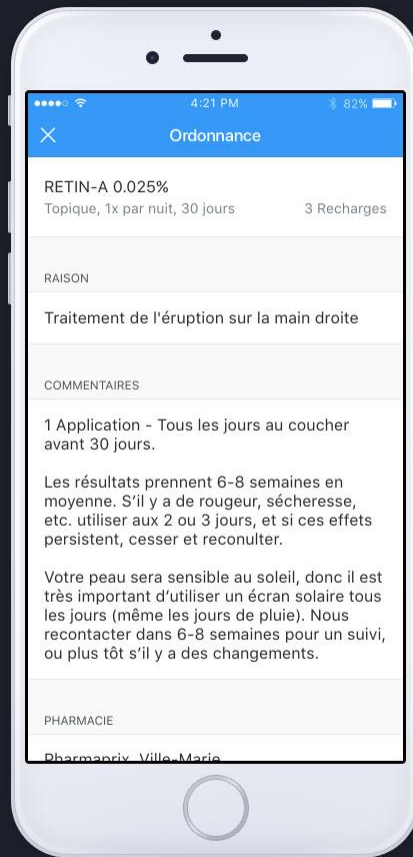 4:21 PM 82%
Ordonnance
RETIN-A 0.025%
Topique, 1x par nuit, 30 jours 3 Recharges
RAISON
Traitement de l'éruption sur la main droite
COMMENTAIRES
1 Application - Tous les jours au coucher
avant 30 jours.
Les résultats prennent 6-8 semaines en
moyenne. S'il y a de rougeur, sécheresse,
etc. utiliser aux 2 ou 3 jours, et si ces effets
persistent, cesser et reconulter.
Votre peau sera sensible au soleil, donc il est
très important d'utiliser un écran solaire tous
les jours (même les jours de pluie). Nous
recontacter dans 6-8 semaines pour un suivi,
ou plus tôt s'il y a des changements.
PHARMACIE
Pharmaprix, Ville-Marie